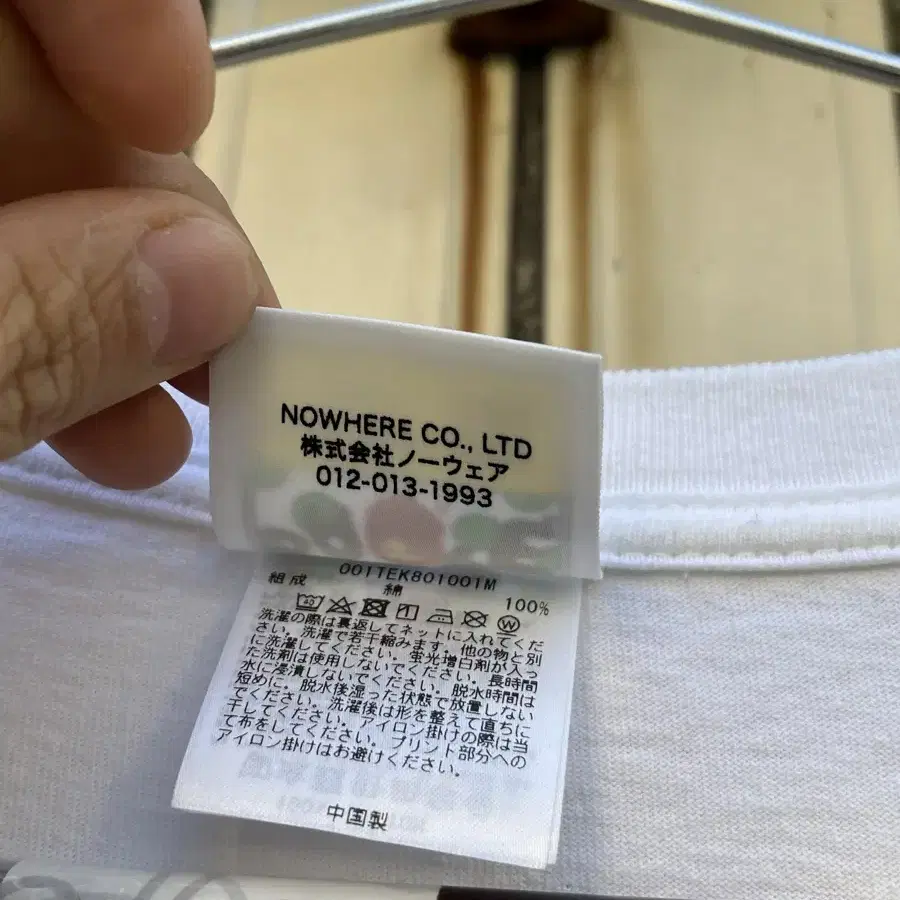 NOWHERE CO., LTD
株式会社ノーウェア
012-013-1993
001TEK801001M
組成 綿 100%
40
W
洗濯の際は裏返してネットに入れてくだ
さい。洗濯で若干縮みます。他の物と別
に洗濯してください。蛍光増白剤が入っ
た洗剤は使用しないでください。長時間
水に浸漬しないでください。脱水時間は
短めに。脱水後湿った状態で放置しない
でください。洗濯後は形を整えて直ちに
干してください。アイロン掛けの際は当
て布をしてください。プリント部分への
アイロン掛けはお避けください。
中国製